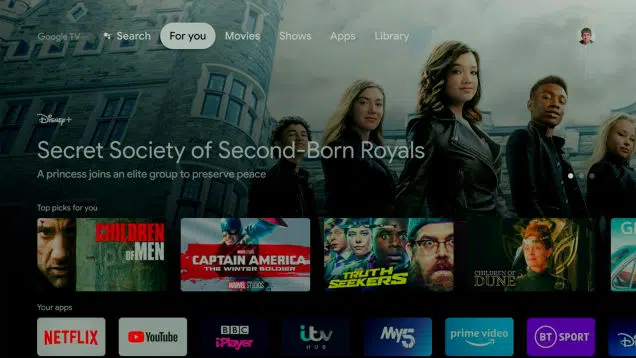 Google TV
Search
For you
Movies
Shows
Apps
Library
Disney+
Secret Society of Second-Born Royals
A princess joins an elite group to preserve peace
Top picks for you
CHILDREN
OF MEN
CAPTAIN AMERICA
THE WINTER SOLDIER
MARVEL STUDIOS
TRUTH
SEEKERS
CHILDREN OF
DUNE
Your apps
NETFLIX
YouTube
BBC
iPlayer
itv
HUB
My5
prime video
BT SPORT